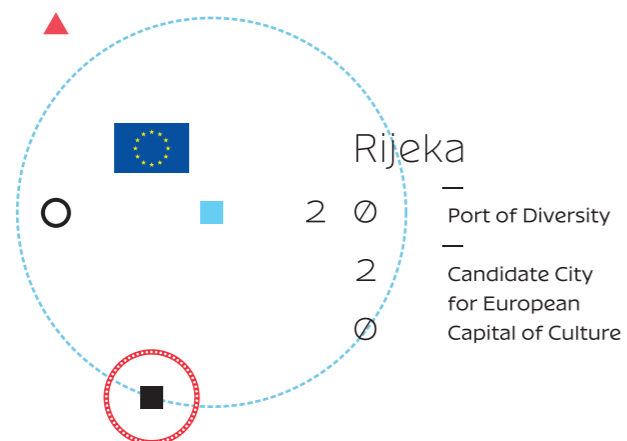 Rijeka
2 Ø
Port of Diversity
2
Candidate City
for European
Ø
Capital of Culture